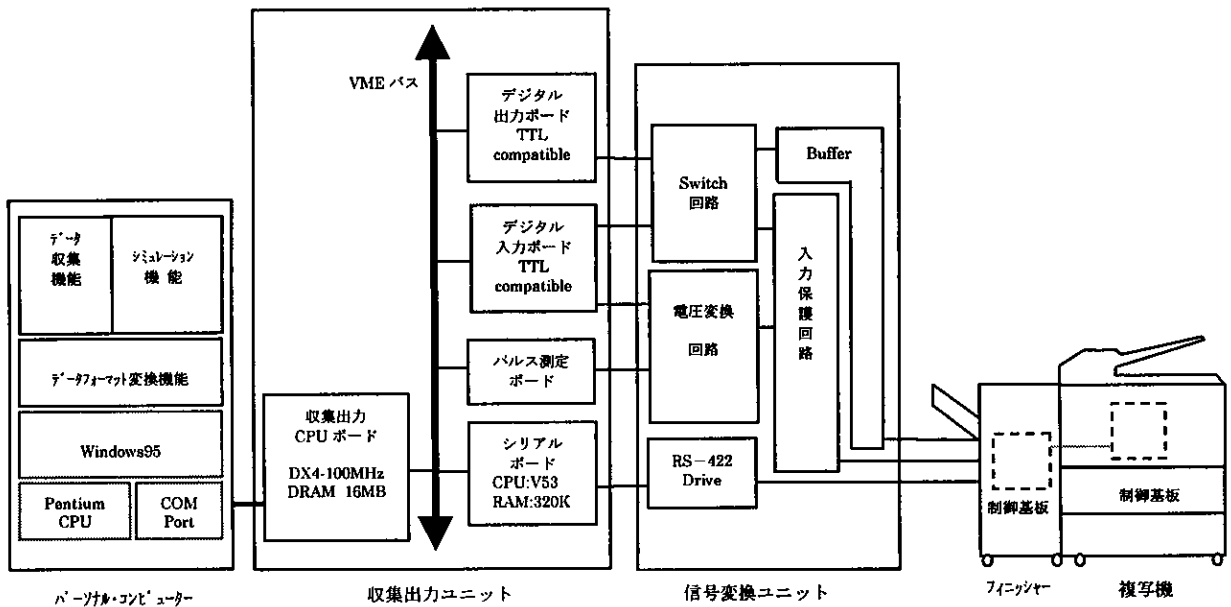 VME バス
デジタル
出力ボード
TTL
compatible
デジタル
入力ボード
TTL
compatible
パルス測定
ボード
シリアル
ボード
CPU:V53
RAM:320K
収集出力
CPU ボード
DX4-100MHz
DRAM 16MB
収集出力ユニット
Switch
回路
Buffer
電圧変換
回路
入
力
保
護
回
路
RS-422
Drive
信号変換ユニット
データ
収集
機能
シミュレーション
機 能
データフォーマット変換機能
Windows95
Pentium
CPU
COM
Port
パーソナル・コンピューター
制御基板
制御基板
フィニッシャー
複写機